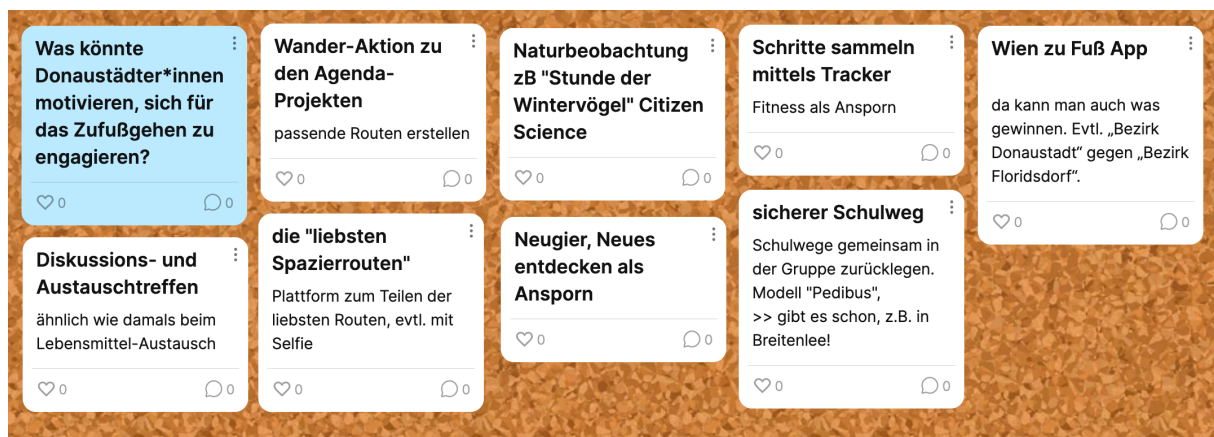 Was könnte
Donaustädter*innen
motivieren, sich für
das Zufußgehen zu
engagieren?
0
0
Diskussions- und
Austauschtreffen
ähnlich wie damals beim
Lebensmittel-Austausch
0
0
Wander-Aktion zu
den Agenda-
Projekten
passende Routen erstellen
0
0
die "liebsten
Spazierrouten"
Plattform zum Teilen der
liebsten Routen, evtl. mit
Selfie
0
0
Naturbeobachtung
zB "Stunde der
Wintervögel" Citizen
Science
0
0
Neugier, Neues
entdecken als
Ansporn
0
0
Schritte sammeln
mittels Tracker
Fitness als Ansporn
0
0
sicherer Schulweg
Schulwege gemeinsam in
der Gruppe zurücklegen.
Modell "Pedibus",
>> gibt es schon, z.B. in
Breitenlee!
0
0
Wien zu Fuß App
da kann man auch was
gewinnen. Evtl. „Bezirk
Donaustadt“ gegen „Bezirk
Floridsdorf“.
0
0